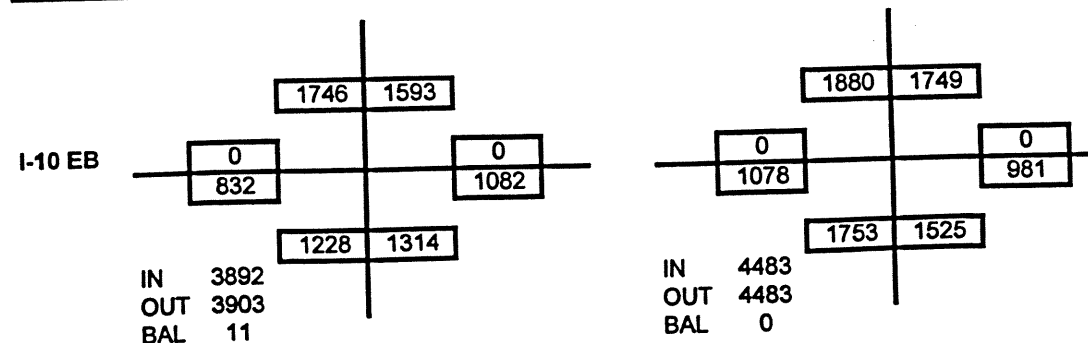 1746 1593 1880 1749
I-10 EB 0 0 0 0
832 1082 1078 981
1228 1314 1753 1525
IN 3892 IN 4483
OUT 3903 OUT 4483
BAL 11 BAL 0